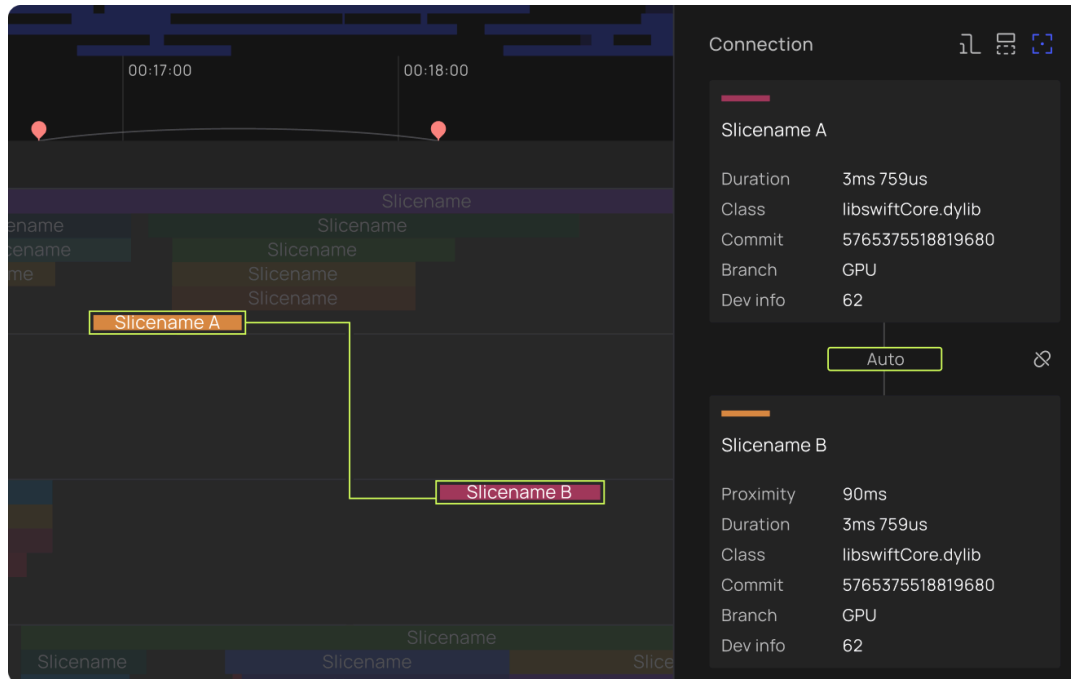 00:17:00 00:18:00
Slicename
ename Slicename
cename Slicename
me Slicename
Slicename
Slicename A
Slicename B
Slicename
Slicename Slicename Slice
Connection
Slicename A
Duration 3ms 759us
Class libswiftCore.dylib
Commit 5765375518819680
Branch GPU
Dev info 62
Auto
Slicename B
Proximity 90ms
Duration 3ms 759us
Class libswiftCore.dylib
Commit 5765375518819680
Branch GPU
Dev info 62